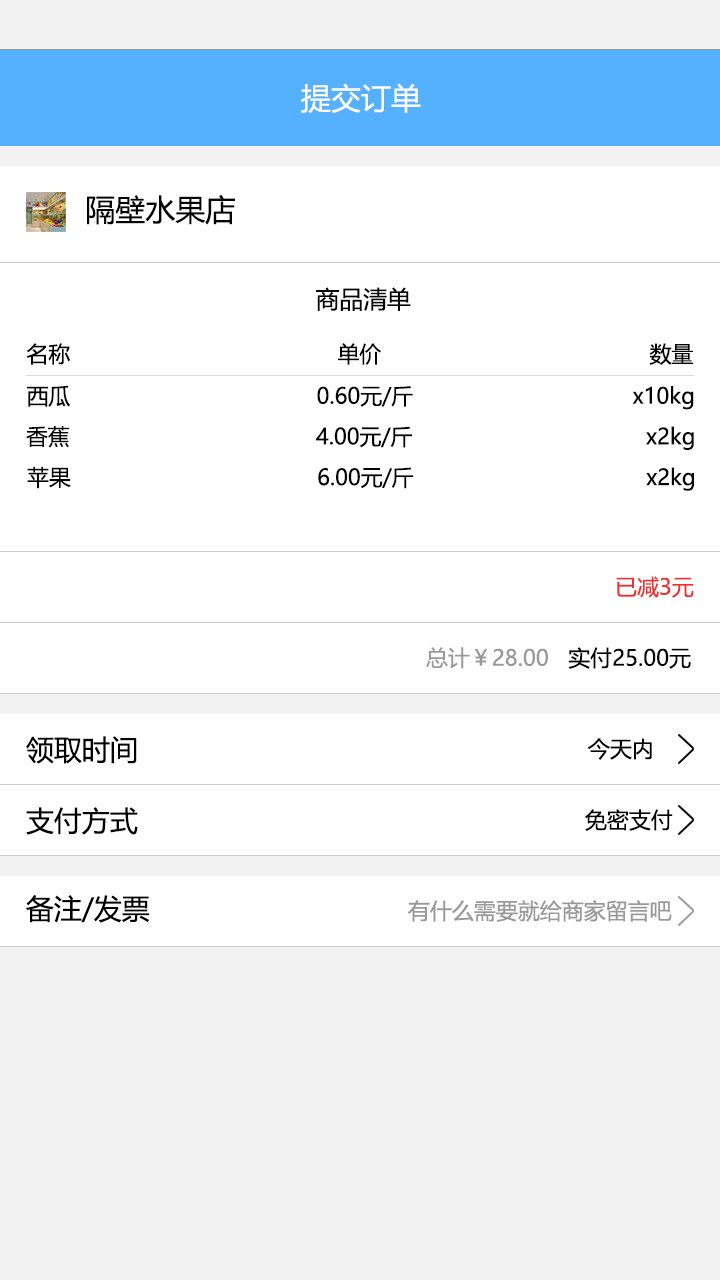 提交订单
隔壁水果店
商品清单
名称 单价 数量
西瓜 0.60元/斤 x10kg
香蕉 4.00元/斤 x2kg
苹果 6.00元/斤 x2kg
已减3元
总计￥28.00 实付25.00元
领取时间 今天内
支付方式 免密支付
备注/发票 有什么需要就给商家留言吧